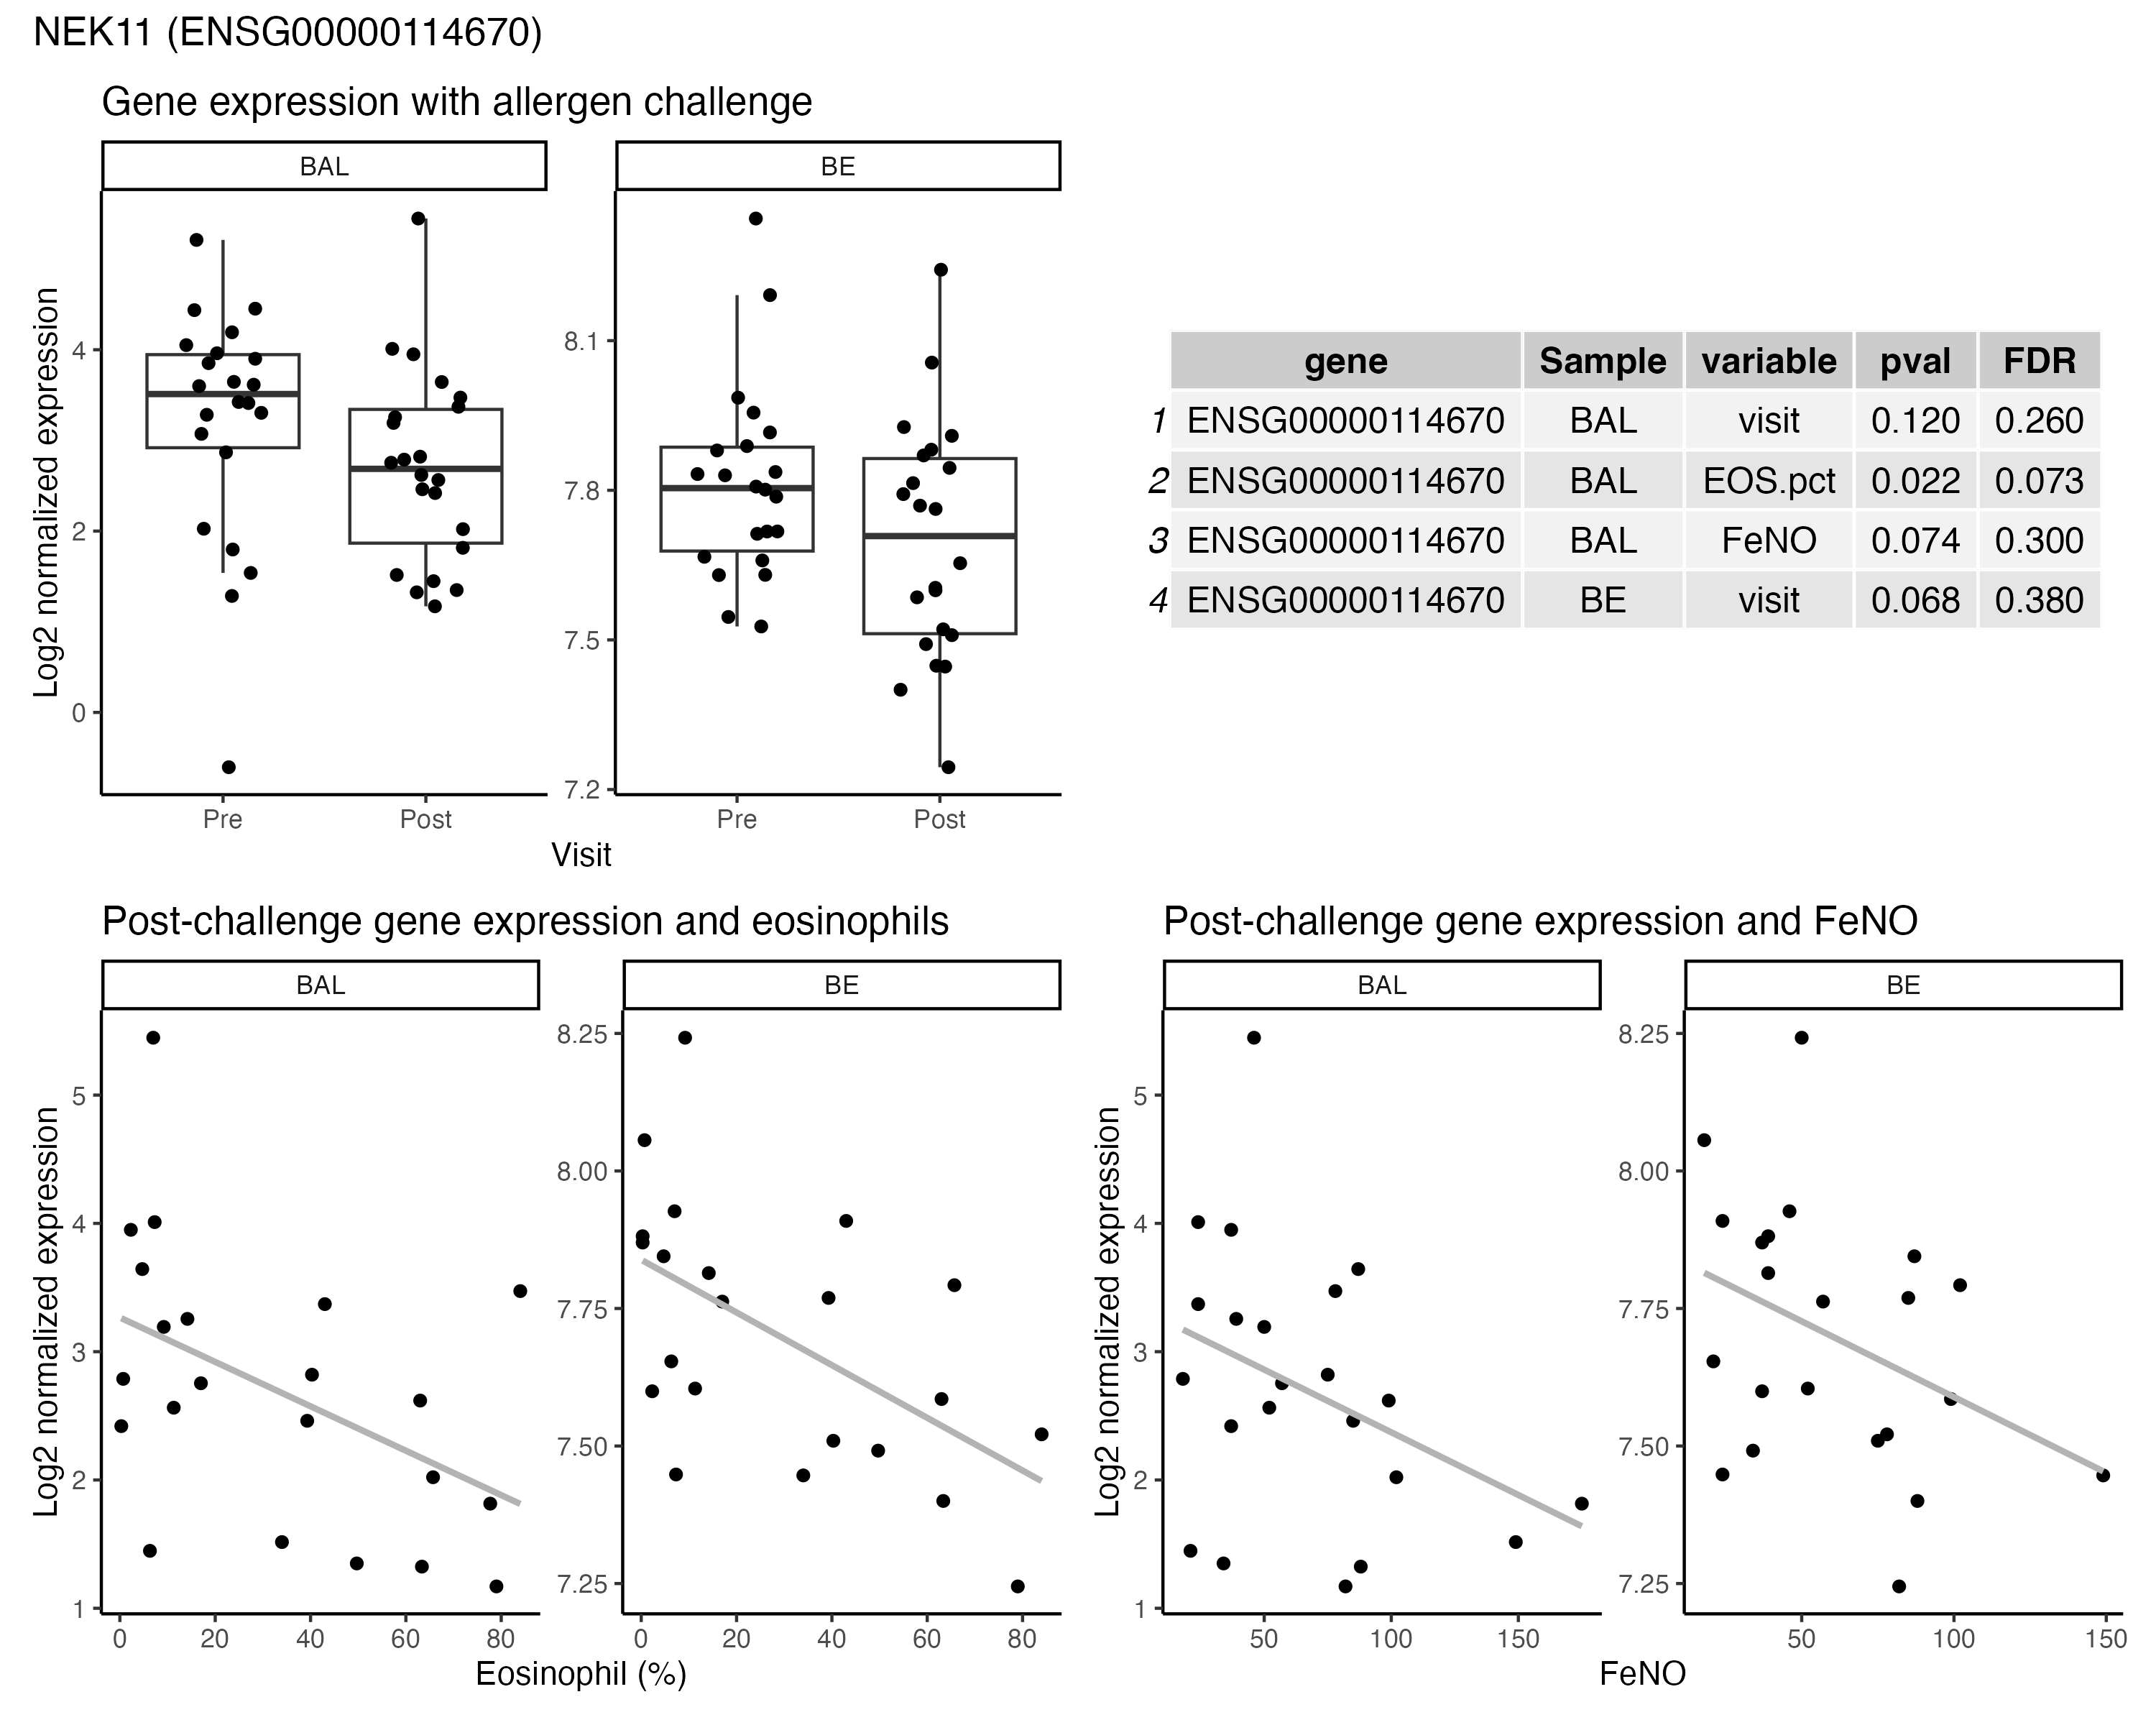 NEK11 (ENSG00000114670)
Gene expression with allergen challenge
BAL
BE
Log2 normalized expression
4
2
0
8.1
7.8
7.5
7.2
Pre
Post
Pre
Post
Visit
gene Sample variable pval FDR
1 ENSG00000114670 BAL visit 0.120 0.260
2 ENSG00000114670 BAL EOS.pct 0.022 0.073
3 ENSG00000114670 BAL FeNO 0.074 0.300
4 ENSG00000114670 BE visit 0.068 0.380
Post-challenge gene expression and eosinophils
BAL
BE
Log2 normalized expression
5
4
3
2
1
8.25
8.00
7.75
7.50
7.25
0 20 40 60 80
0 20 40 60 80
Eosinophil (%)
Post-challenge gene expression and FeNO
BAL
BE
Log2 normalized expression
5
4
3
2
1
8.25
8.00
7.75
7.50
7.25
50 100 150
50 100 150
FeNO